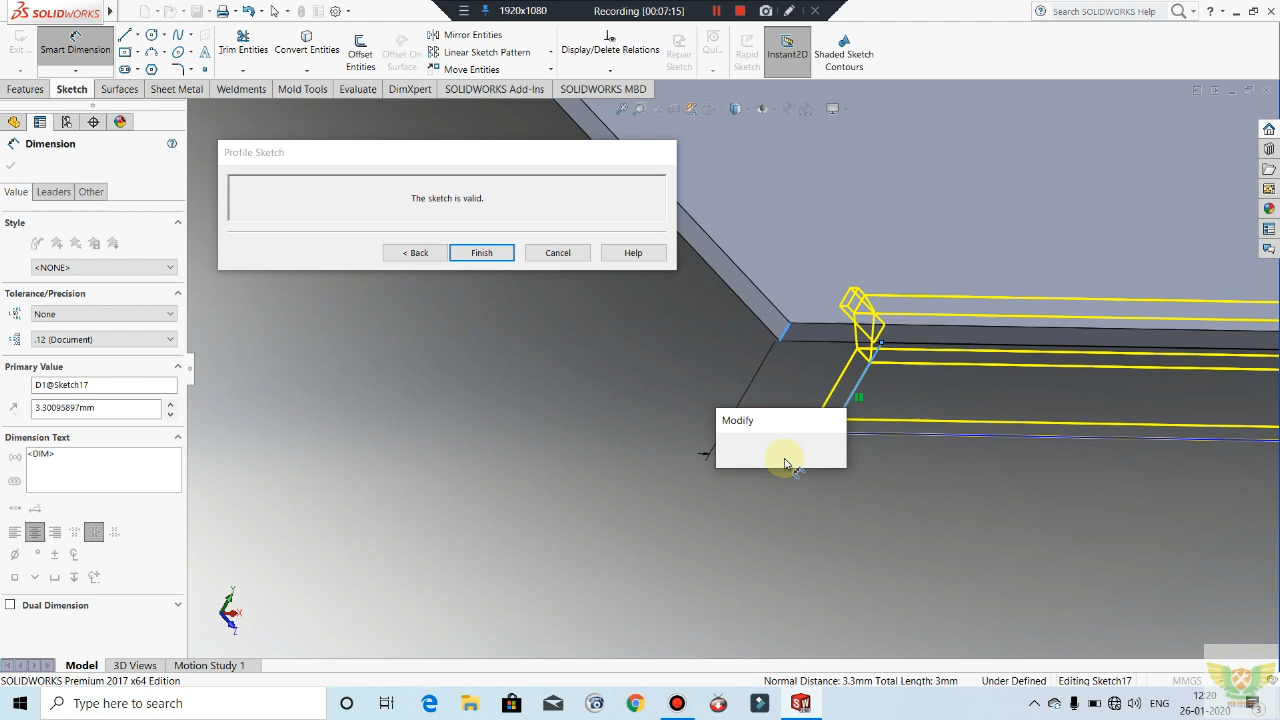 SOLIDWORKS
1920x1080
Recording [00:07:15]
Search SOLIDWORKS Help
Exit ...
Smart Dimension
Trim Entities
Convert Entities
Offset Entities
Offset On Surface
Mirror Entities
Linear Sketch Pattern
Move Entities
Display/Delete Relations
Repair Sketch
Qui...
Rapid Sketch
Instant2D
Shaded Sketch Contours
Features
Sketch
Surfaces
Sheet Metal
Weldments
Mold Tools
Evaluate
DimXpert
SOLIDWORKS Add-Ins
SOLIDWORKS MBD
Dimension
Value
Leaders
Other
Style
<NONE>
Tolerance/Precision
None
.12 (Document)
Primary Value
D1@Sketch17
3.30095897mm
Dimension Text
<DIM>
Dual Dimension
Profile Sketch
The sketch is valid.
< Back
Finish
Cancel
Help
Modify
Y
X
Z
Model
3D Views
Motion Study 1
SOLIDWORKS Premium 2017 x64 Edition
Normal Distance: 3.3mm Total Length: 3mm
Under Defined
Editing Sketch17
MMGS
Type here to search
ENG
12:20
26-01-2020
3